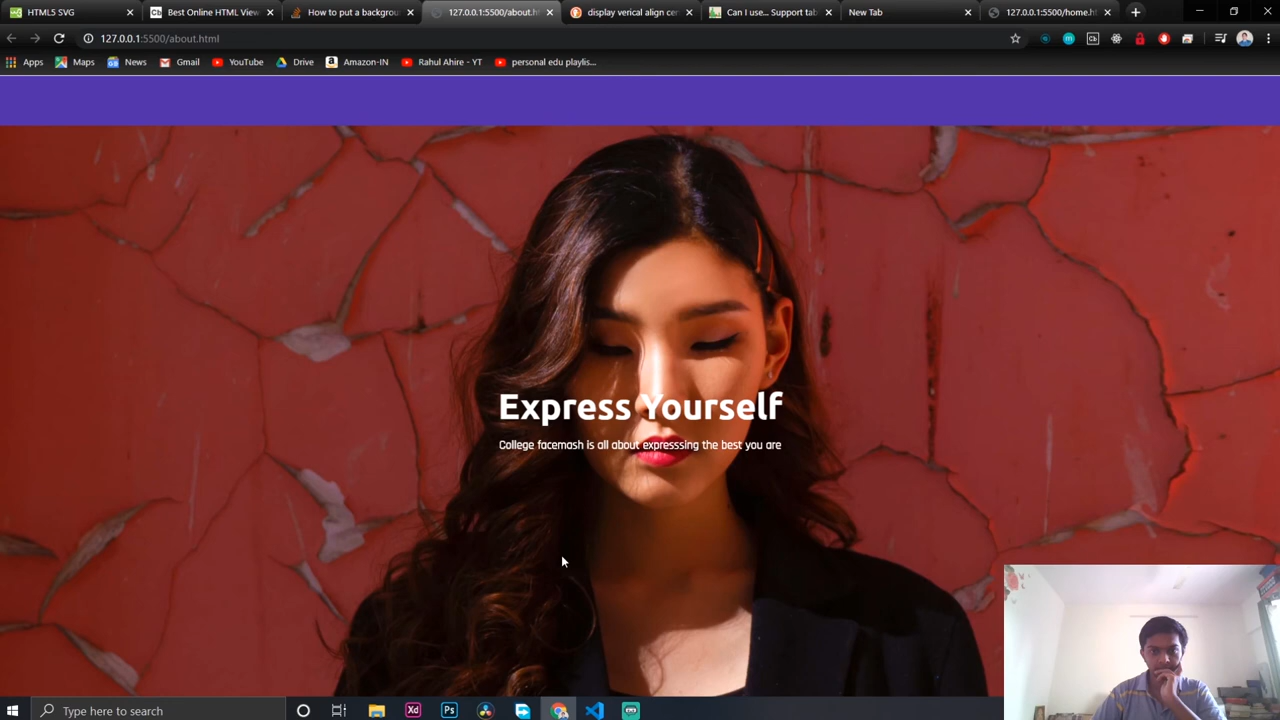 HTML5 SVG
Best Online HTML View
How to put a backgrou
127.0.0.1:5500/about.ht
display verical align cer
Can I use... Support tab
New Tab
127.0.0.1:5500/home.h
127.0.0.1:5500/about.html
Apps
Maps
News
Gmail
YouTube
Drive
Amazon-IN
Rahul Ahire - YT
personal edu playlis...
Express Yourself
College facemash is all about expresssing the best you are
Type here to search